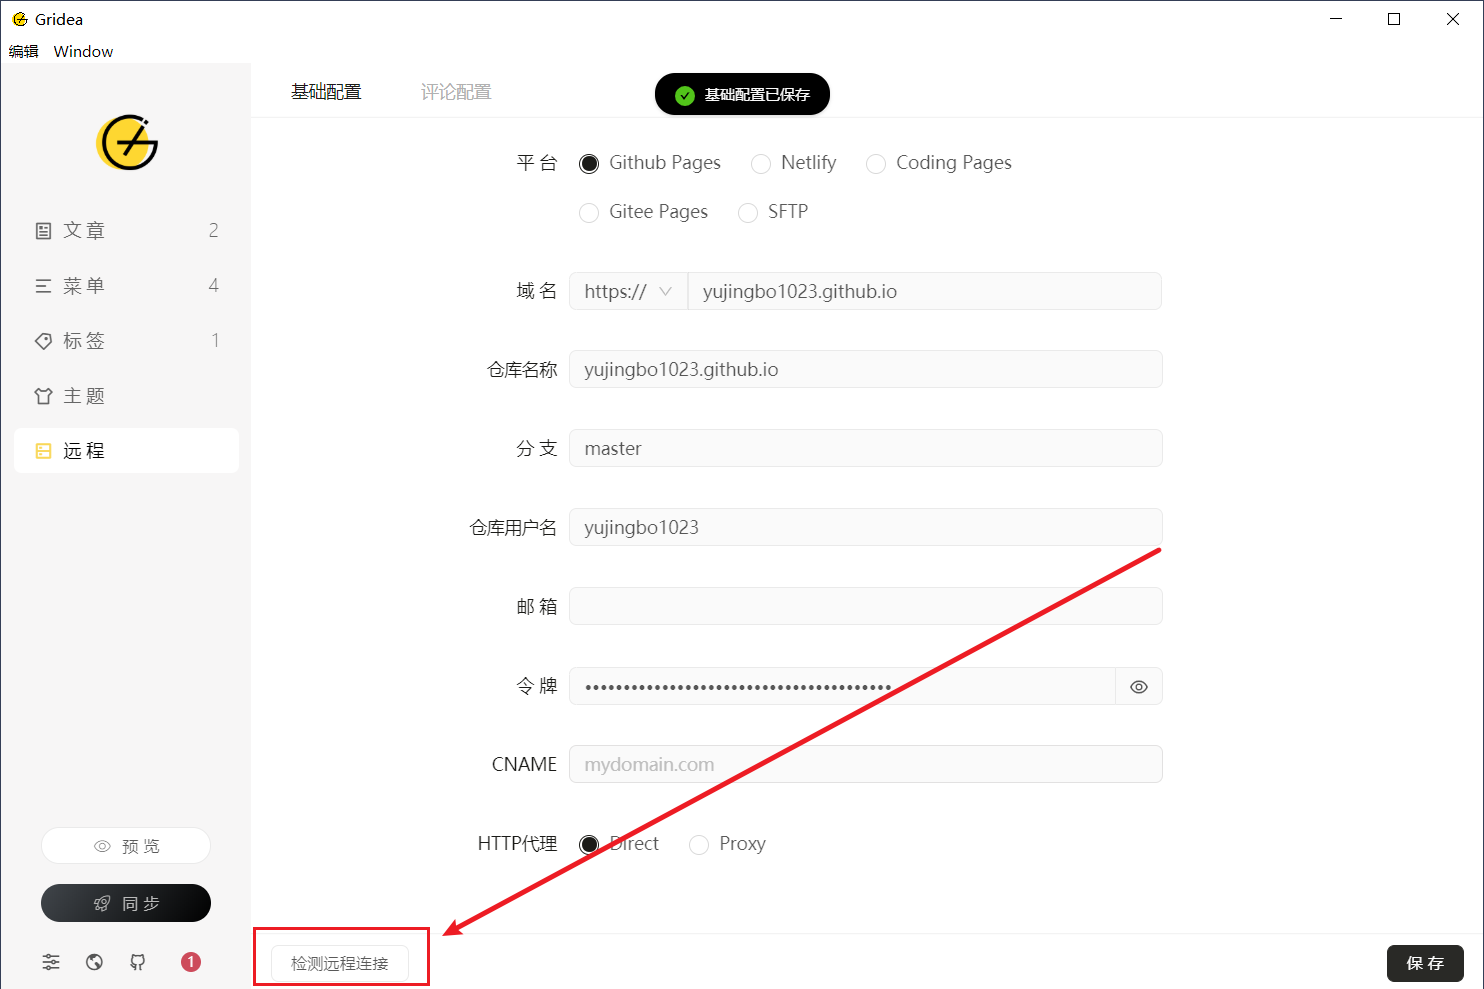 Gridea
编辑 Window
基础配置 评论配置 基础配置已保存
平台 Github Pages Netlify Coding Pages
Gitee Pages SFTP
文章 2
菜单 4
标签 1
主题
远程
域名 https:// yujingbo1023.github.io
仓库名称 yujingbo1023.github.io
分支 master
仓库用户名 yujingbo1023
邮箱
令牌 ••••••••••••••••••••••••••••••••••••••••
CNAME mydomain.com
HTTP代理 Direct Proxy
预览
同步
1
检测远程连接 保存